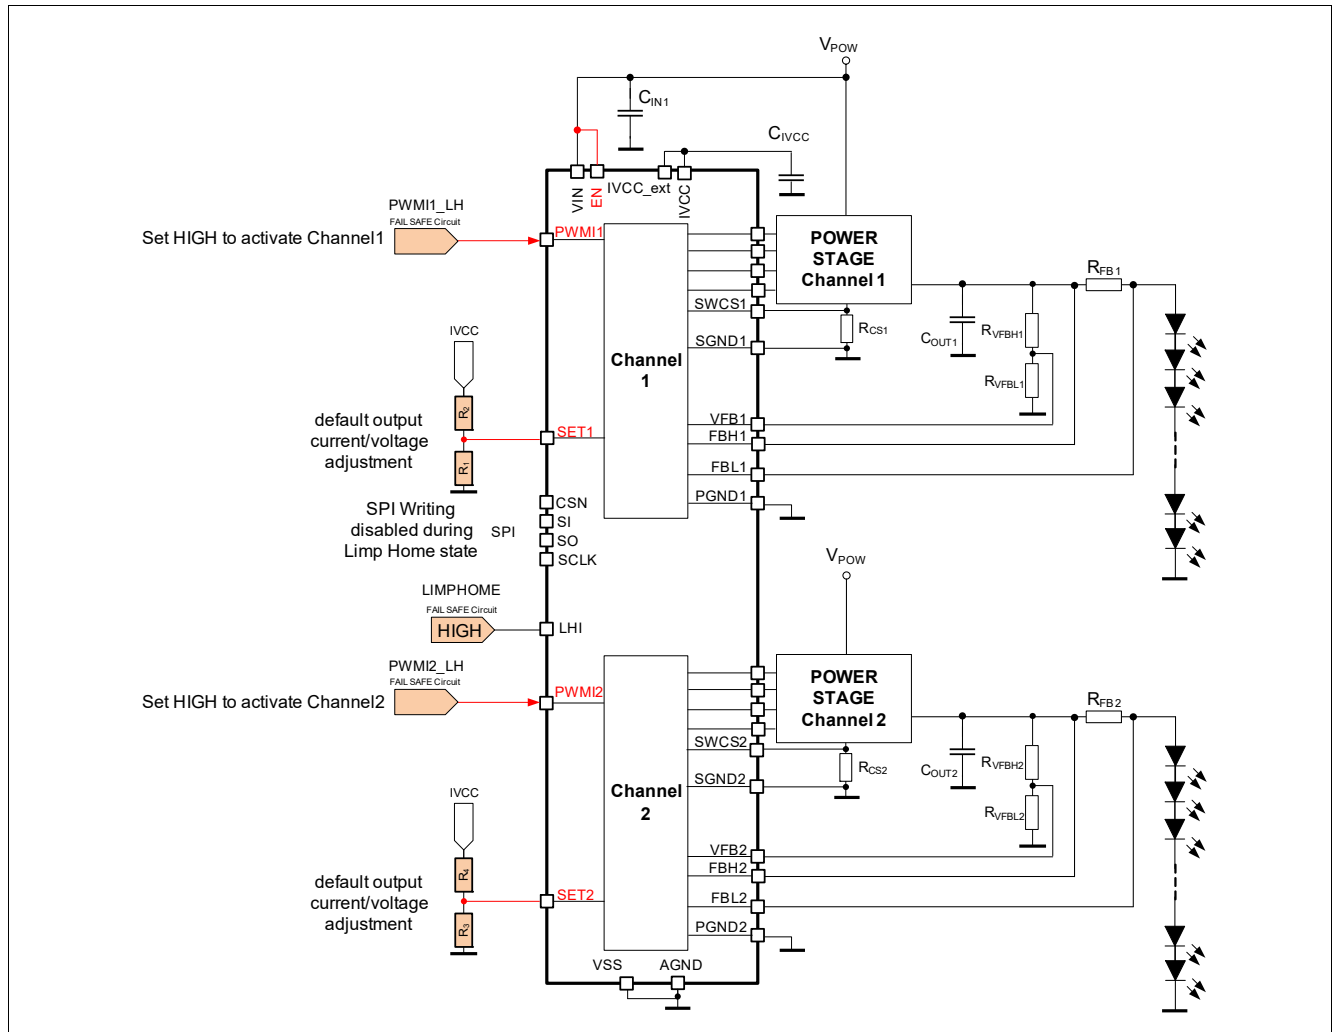 VPOW
CIN1
CIVCC
VIN
EN
IVCC_ext
IVCC
PWMI1_LH
FAIL SAFE Circuit
Set HIGH to activate Channel1
PWMI1
POWER
STAGE
Channel 1
RFB1
SWCS1
RCS1
COUT1
RVFBH1
SGND1
Channel
1
RVFBL1
IVCC
R2
default output
current/voltage
adjustment
R1
SET1
VFB1
FBH1
FBL1
PGND1
SPI Writing
disabled during
Limp Home state
SPI
CSN
SI
SO
SCLK
VPOW
LIMPHOME
FAIL SAFE Circuit
HIGH
LHI
PWMI2_LH
FAIL SAFE Circuit
Set HIGH to activate Channel2
PWMI2
POWER
STAGE
Channel 2
RFB2
SWCS2
RCS2
COUT2
RVFBH2
SGND2
Channel
2
RVFBL2
IVCC
R4
default output
current/voltage
adjustment
R3
SET2
VFB2
FBH2
FBL2
PGND2
VSS
AGND